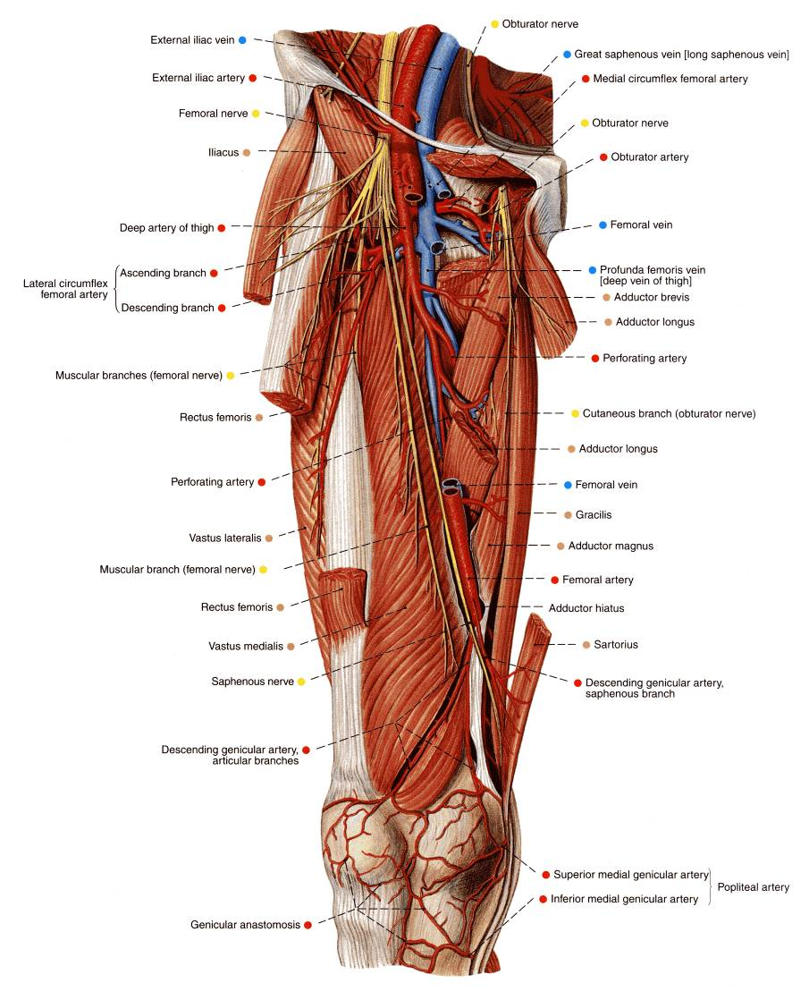 External iliac vein
External iliac artery
Femoral nerve
Iliacus
Deep artery of thigh
Ascending branch
Lateral circumflex
femoral artery
Descending branch
Muscular branches (femoral nerve)
Rectus femoris
Perforating artery
Vastus lateralis
Muscular branch (femoral nerve)
Rectus femoris
Vastus medialis
Saphenous nerve
Descending genicular artery,
articular branches
Genicular anastomosis
Obturator nerve
Great saphenous vein [long saphenous vein]
Medial circumflex femoral artery
Obturator nerve
Obturator artery
Femoral vein
Profunda femoris vein
[deep vein of thigh]
Adductor brevis
Adductor longus
Perforating artery
Cutaneous branch (obturator nerve)
Adductor longus
Femoral vein
Gracilis
Adductor magnus
Femoral artery
Adductor hiatus
Sartorius
Descending genicular artery,
saphenous branch
Superior medial genicular artery
Popliteal artery
Inferior medial genicular artery